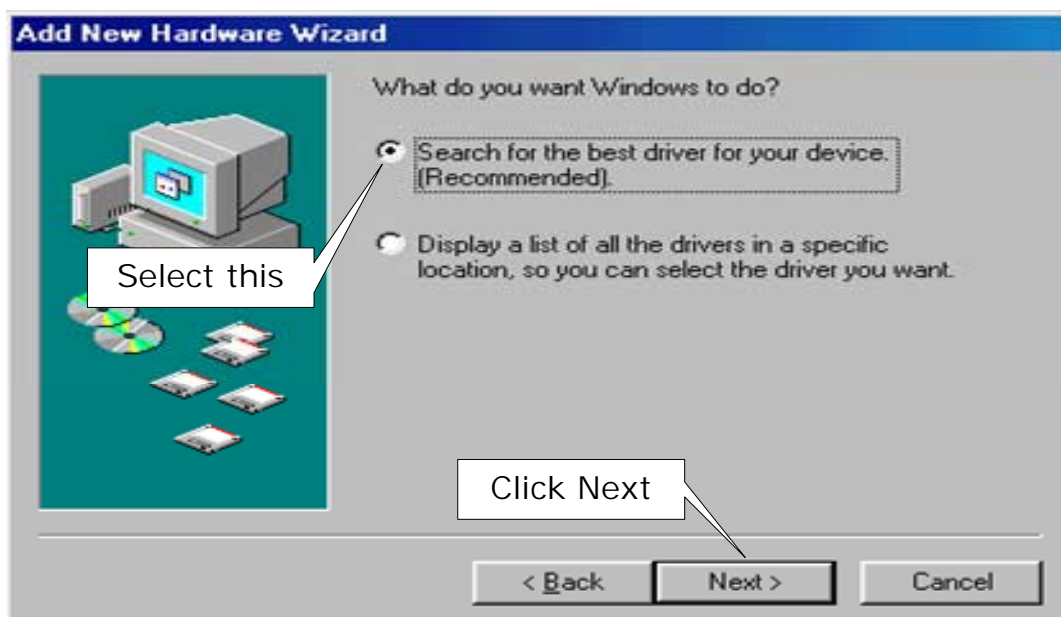 Add New Hardware Wizard
What do you want Windows to do?
Search for the best driver for your device.
(Recommended).
Select this
Display a list of all the drivers in a specific
location, so you can select the driver you want.
Click Next
< Back
Next >
Cancel